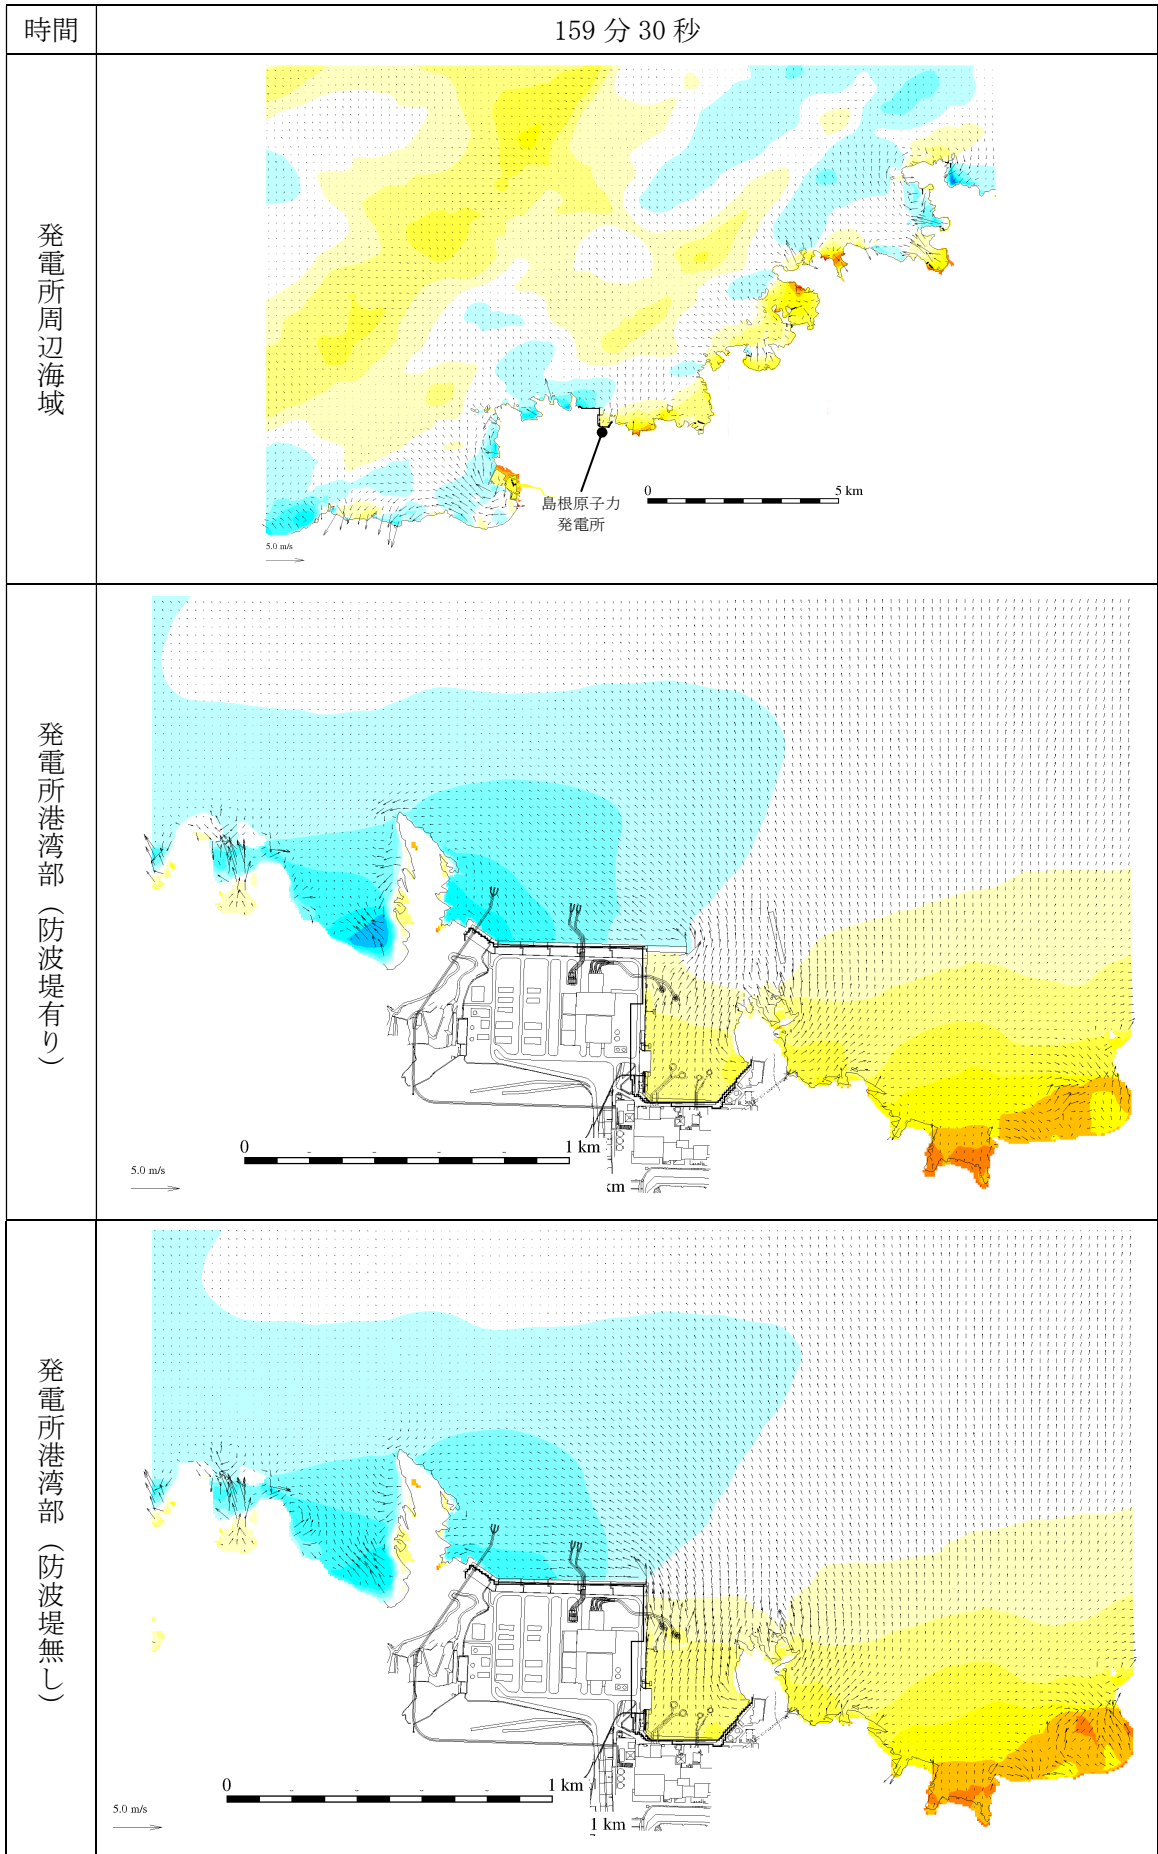 時間
159 分 30 秒
発電所周辺海域
島根原子力
発電所
0
5 km
5.0 m/s
発電所港湾部（防波堤有り）
0
1 km
km
5.0 m/s
発電所港湾部（防波堤無し）
0
1 km
5.0 m/s
1 km